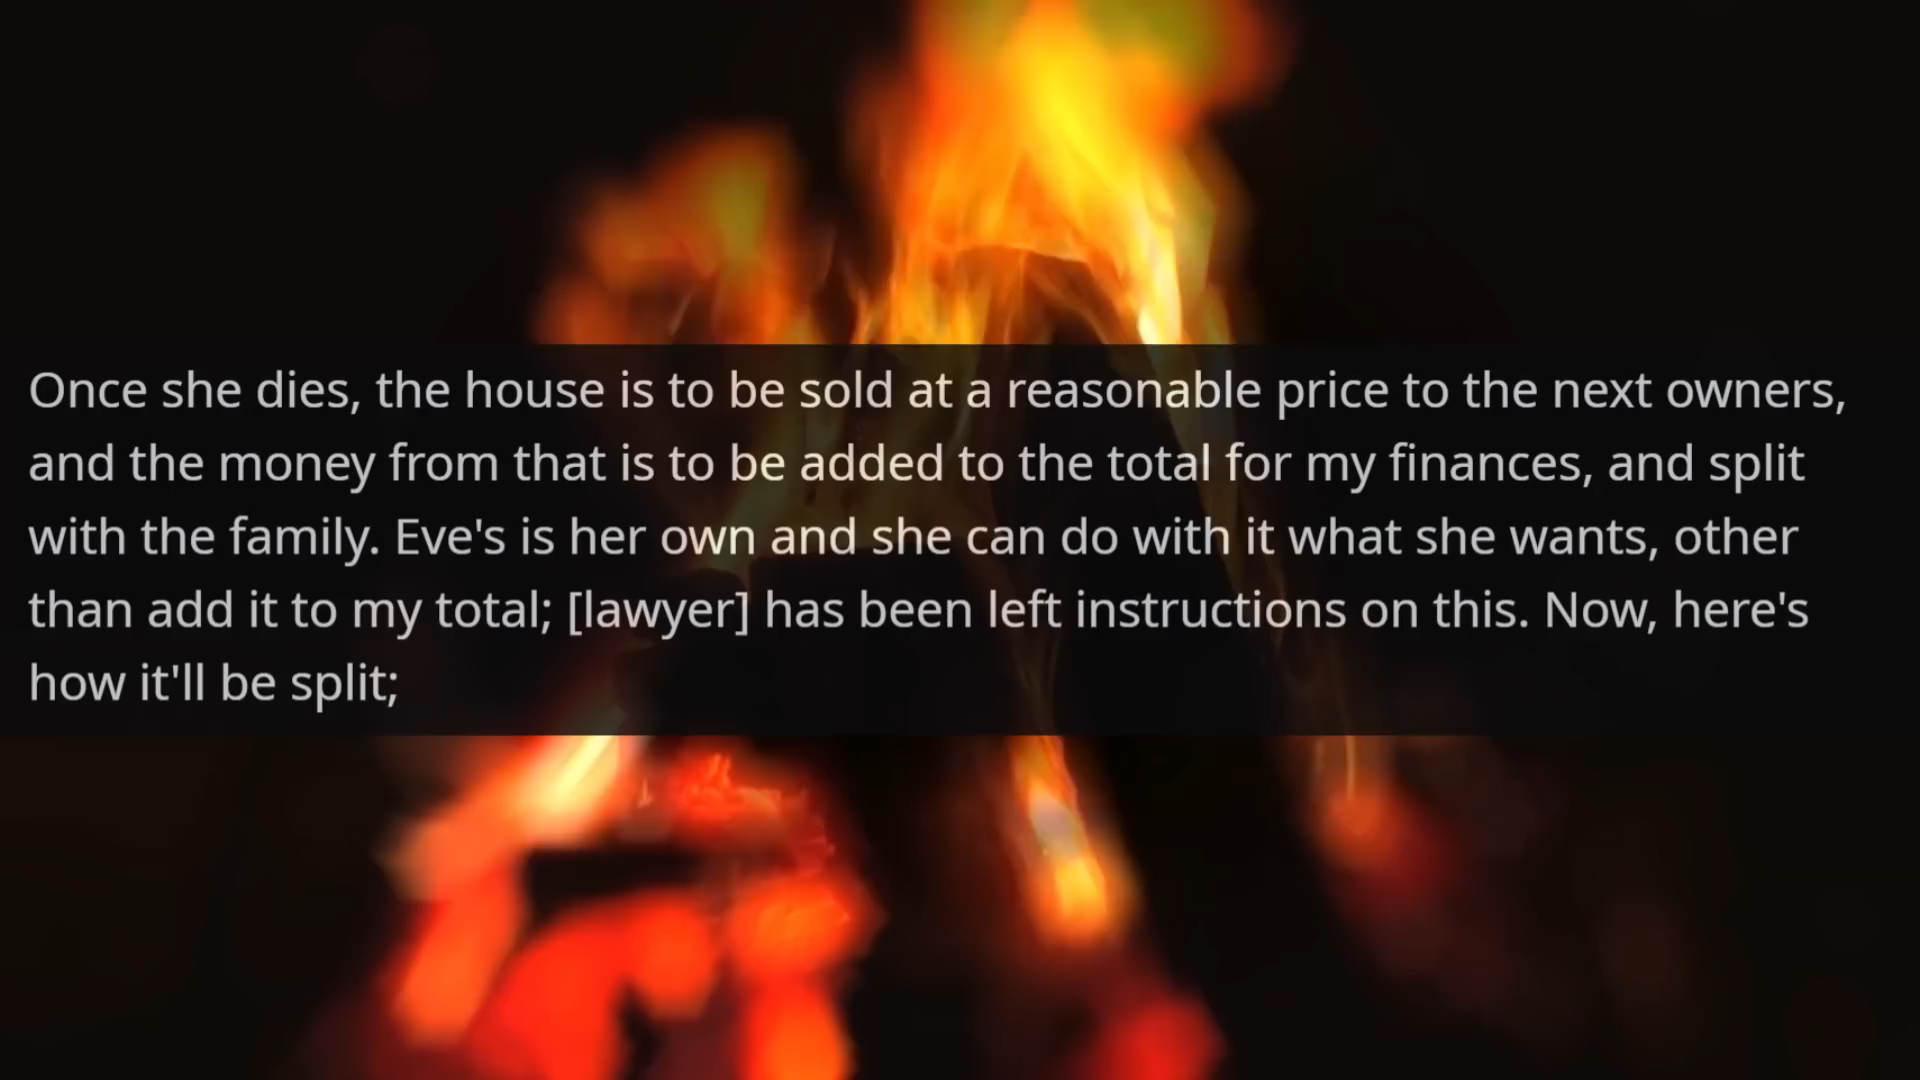 Once she dies, the house is to be sold at a reasonable price to the next owners,
and the money from that is to be added to the total for my finances, and split
with the family. Eve's is her own and she can do with it what she wants, other
than add it to my total; [lawyer] has been left instructions on this. Now, here's
how it'll be split;